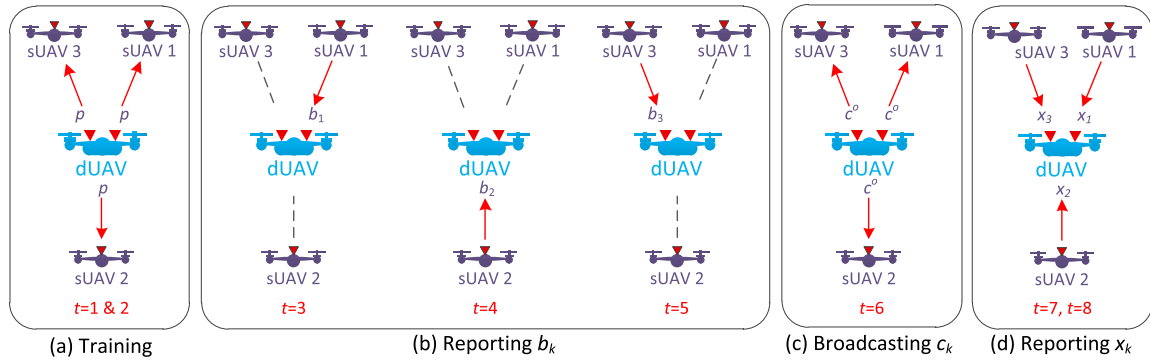 sUAV 3 sUAV 1
p p
dUAV
p
sUAV 2
t=1 & 2
(a) Training
sUAV 3 sUAV 1
b1
dUAV
sUAV 2
t=3
sUAV 3 sUAV 1
dUAV
b2
sUAV 2
t=4
sUAV 3 sUAV 1
b3
dUAV
sUAV 2
t=5
(b) Reporting bk
sUAV 3 sUAV 1
c^o c^o
dUAV
c^o
sUAV 2
t=6
(c) Broadcasting ck
sUAV 3 sUAV 1
x3 x1
dUAV
x2
sUAV 2
t=7, t=8
(d) Reporting xk